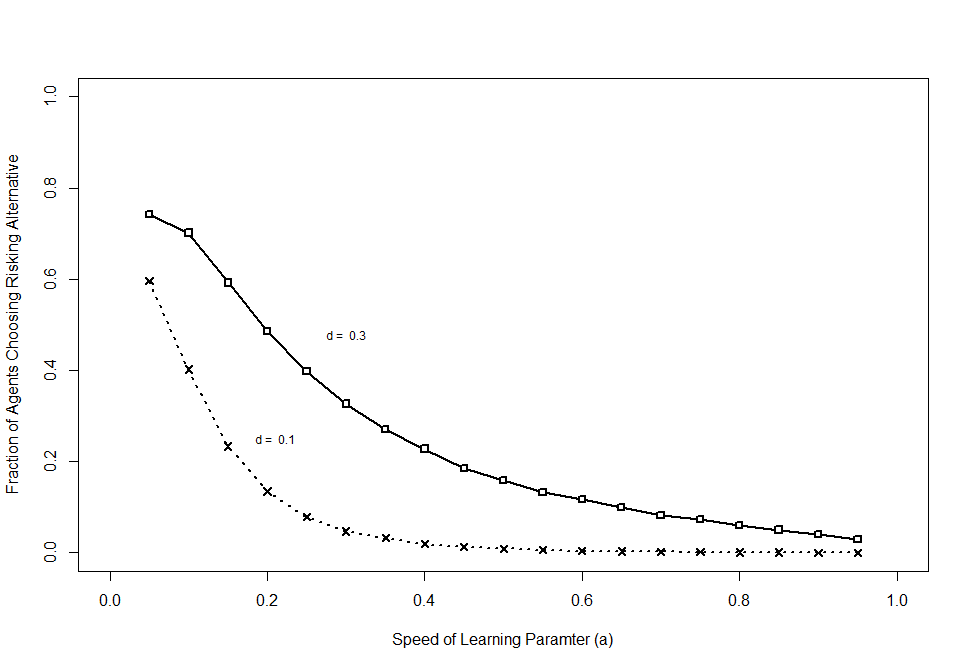 1.0
0.8
0.6
0.4
0.2
0.0
Fraction of Agents Choosing Risking Alternative
d = 0.3
d = 0.1
0.0 0.2 0.4 0.6 0.8 1.0
Speed of Learning Paramter (a)